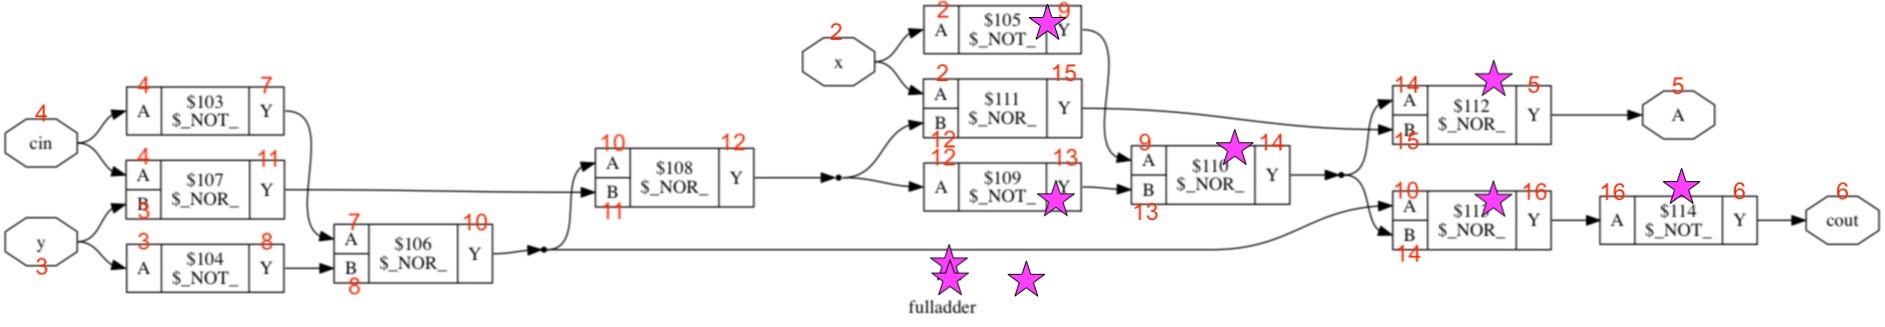 4
cin
y
3
4 7
A $103 Y
$_NOT_
4 11
A $107 Y
B $_NOR_
3
3 8
A $104 Y
$_NOT_
7 10
A $106 Y
B $_NOR_
8
10 12
A $108 Y
B $_NOR_
11
2
x
2 9
A $105 Y
$_NOT_
2 15
A $111 Y
B $_NOR_
12
12 13
A $109 Y
$_NOT_
9 14
A $110 Y
B $_NOR_
13
14 5
A $112 Y
B $_NOR_
15
10 16
A Y
B $_NOR_
14
16 6
A $114 Y
$_NOT_
5
A
6
cout
fulladder